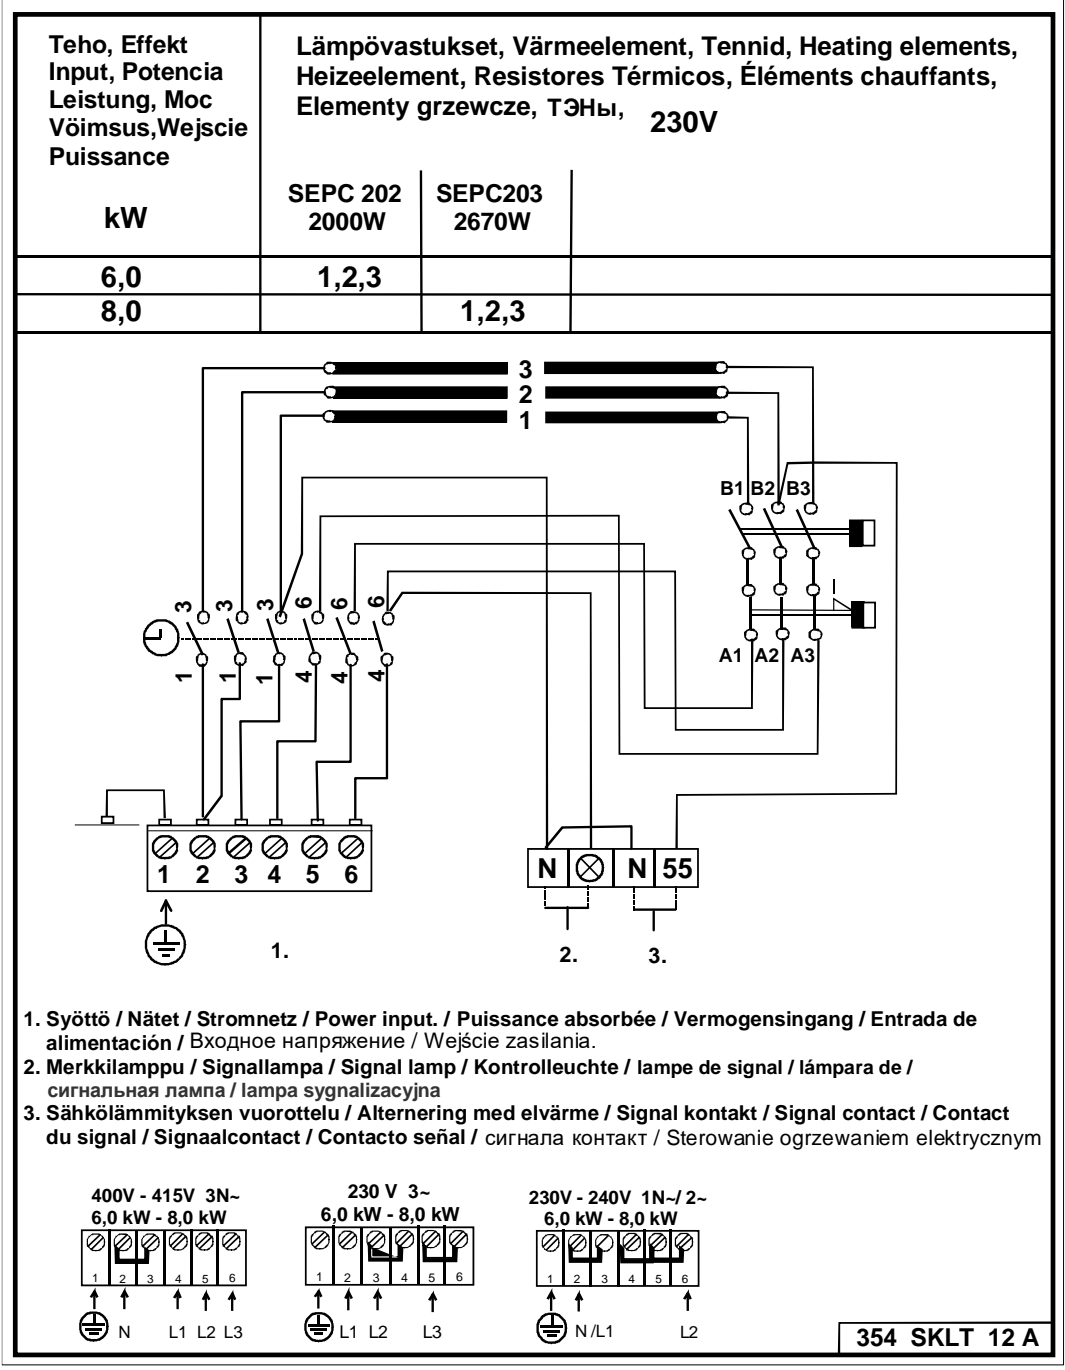 Teho, Effekt
Input, Potencia
Leistung, Moc
Vöimsus,Wejscie
Puissance
kW
Lämpövastukset, Värmeelement, Tennid, Heating elements,
Heizeelement, Resistores Térmicos, Éléments chauffants,
Elementy grzewcze, ТЭНы, 230V
SEPC 202
2000W
SEPC203
2670W
6,0 1,2,3
8,0 1,2,3
3
2
1
B1 B2 B3
3 3 3 6 6 6
1 1 1 4 4 4
A1 A2 A3
1 2 3 4 5 6
N N 55
1. 2. 3.
1. Syöttö / Nätet / Stromnetz / Power input. / Puissance absorbée / Vermogensingang / Entrada de
alimentación / Входное напряжение / Wejście zasilania.
2. Merkkilamppu / Signallampa / Signal lamp / Kontrolleuchte / lampe de signal / lámpara de /
сигнальная лампа / lampa sygnalizacyjna
3. Sähkölämmityksen vuorottelu / Alternering med elvärme / Signal kontakt / Signal contact / Contact
du signal / Signaalcontact / Contacto señal / сигнала контакт / Sterowanie ogrzewaniem elektrycznym
400V - 415V 3N~
6,0 kW - 8,0 kW
1 2 3 4 5 6
N L1 L2 L3
230 V 3~
6,0 kW - 8,0 kW
1 2 3 4 5 6
L1 L2 L3
230V - 240V 1N~/ 2~
6,0 kW - 8,0 kW
1 2 3 4 5 6
N /L1 L2
354 SKLT 12 A